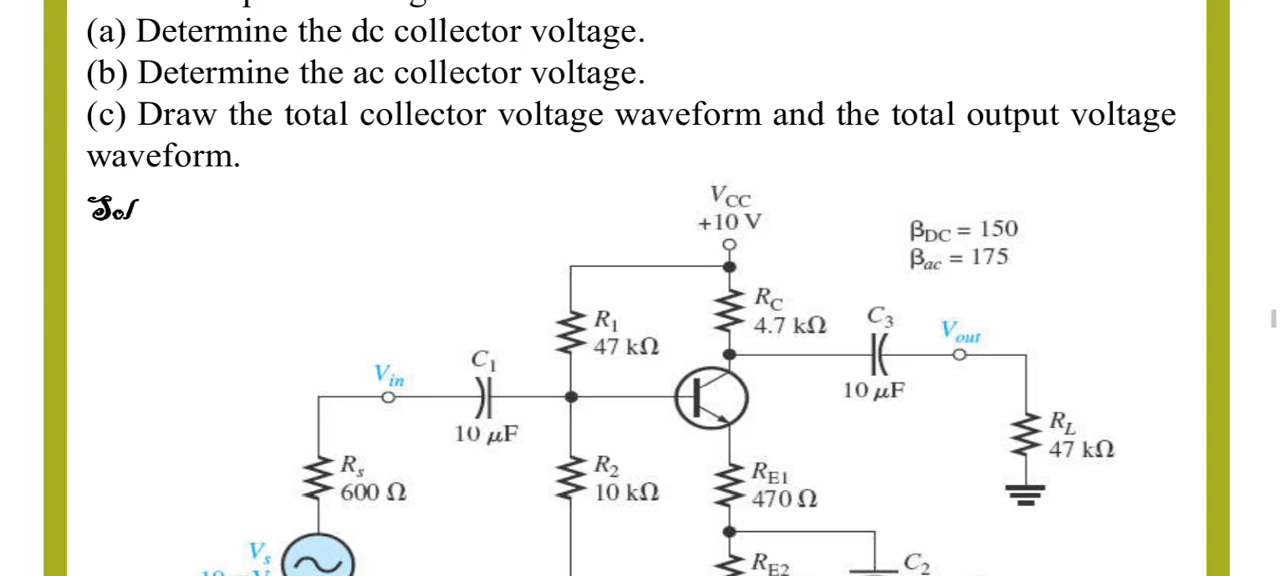 (a) Determine the dc collector voltage.
(b) Determine the ac collector voltage.
(c) Draw the total collector voltage waveform and the total output voltage
waveform.
Sol
VCC
+10 V
βDC = 150
βac = 175
RC
4.7 kΩ
C3
10 μF
Vout
R1
47 kΩ
Vin
C1
10 μF
RL
47 kΩ
Rs
600 Ω
R2
10 kΩ
RE1
470 Ω
Vs
RE2
C2